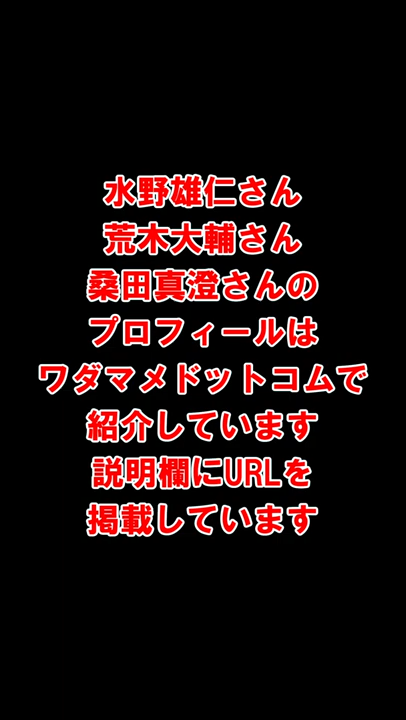 水野雄仁さん
荒木大輔さん
桑田真澄さんの
プロフィールは
ワダマメドットコムで
紹介しています
説明欄にURLを
掲載しています